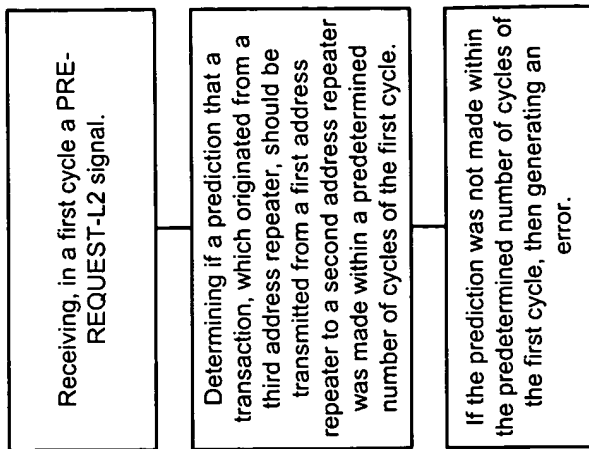 Receiving, in a first cycle a PRE-
REQUEST-L2 signal.
Determining if a prediction that a
transaction, which originated from a
third address repeater, should be
transmitted from a first address
repeater to a second address repeater
was made within a predetermined
number of cycles of the first cycle.
If the prediction was not made within
the predetermined number of cycles of
the first cycle, then generating an
error.